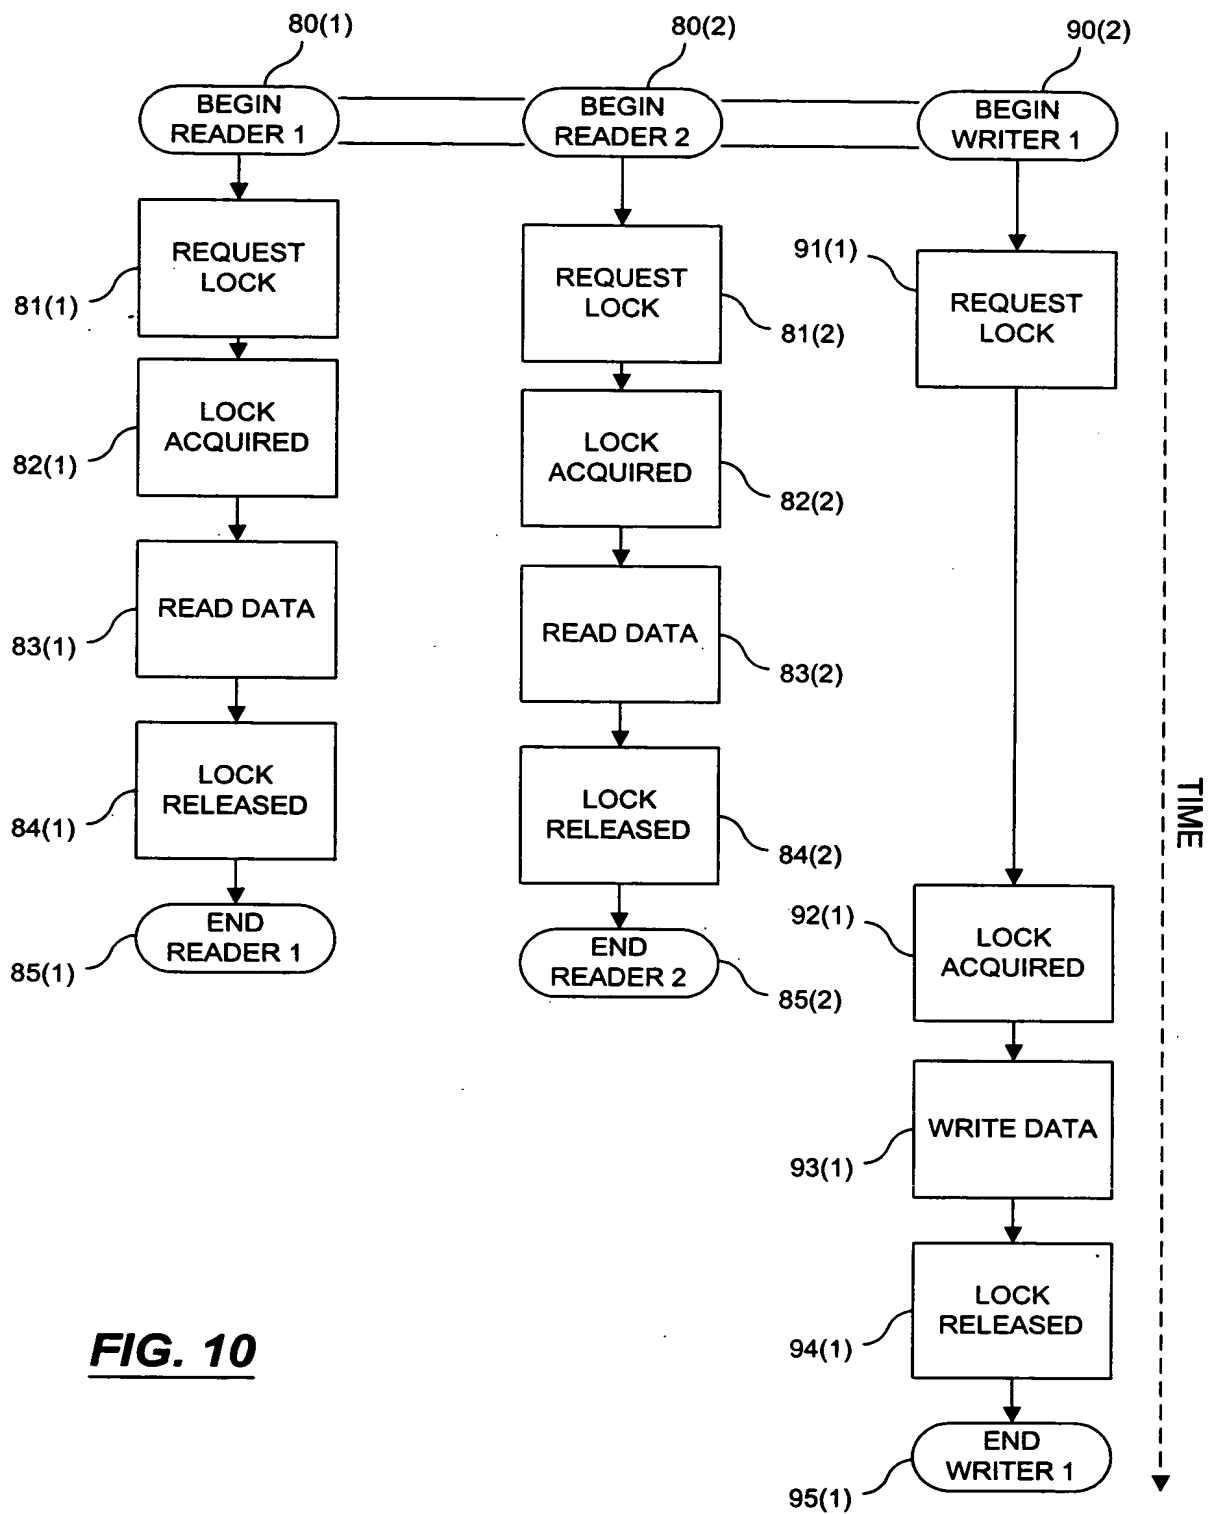 80(1)
80(2)
90(2)
BEGIN
READER 1
BEGIN
READER 2
BEGIN
WRITER 1
REQUEST
LOCK
81(1)
REQUEST
LOCK
81(2)
91(1)
REQUEST
LOCK
LOCK
ACQUIRED
82(1)
LOCK
ACQUIRED
82(2)
READ DATA
83(1)
READ DATA
83(2)
LOCK
RELEASED
84(1)
LOCK
RELEASED
84(2)
TIME
END
READER 1
85(1)
END
READER 2
85(2)
92(1)
LOCK
ACQUIRED
WRITE DATA
93(1)
LOCK
RELEASED
94(1)
FIG. 10
END
WRITER 1
95(1)